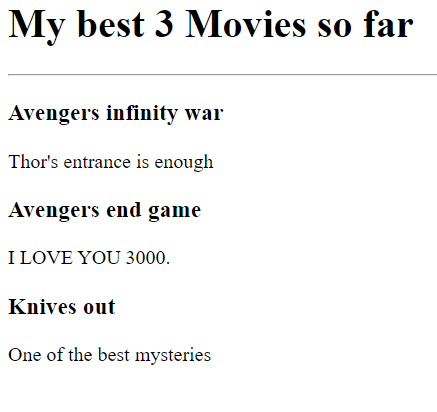 My best 3 Movies so far
Avengers infinity war
Thor's entrance is enough
Avengers end game
I LOVE YOU 3000.
Knives out
One of the best mysteries